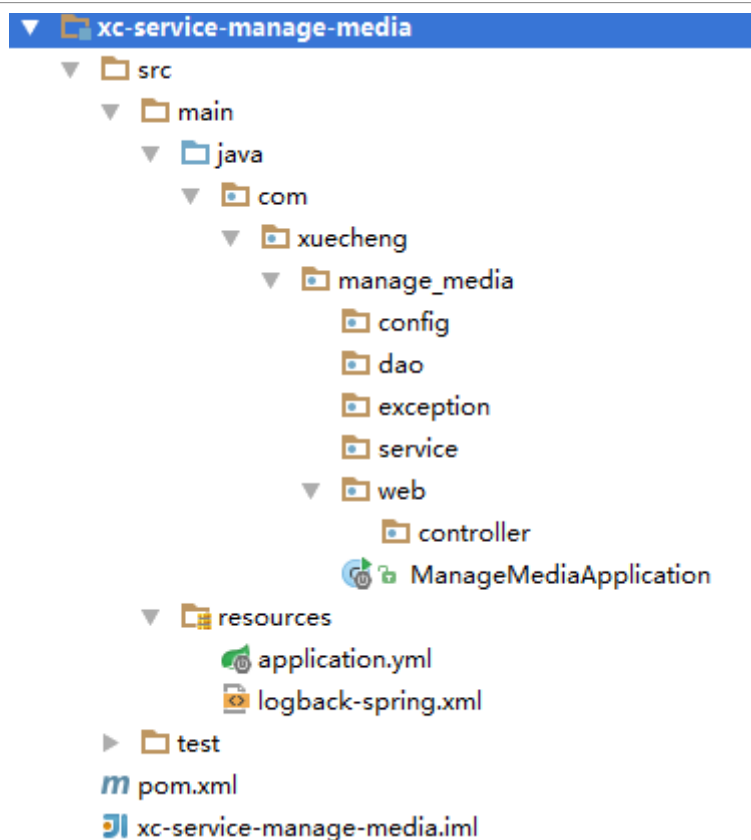 xc-service-manage-media
src
main
java
com
xuecheng
manage_media
config
dao
exception
service
web
controller
ManageMediaApplication
resources
application.yml
logback-spring.xml
test
pom.xml
xc-service-manage-media.iml